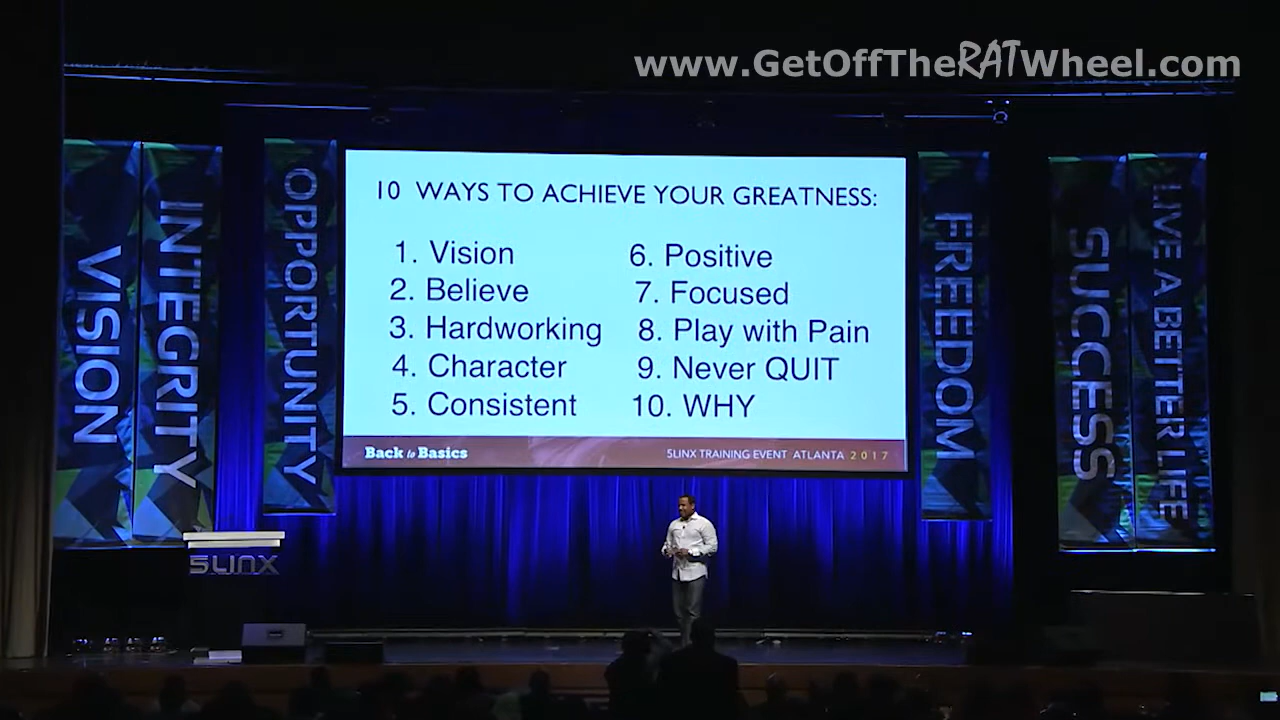 www.GetOffTheRATWheel.com
VISION
INTEGRITY
OPPORTUNITY
10 WAYS TO ACHIEVE YOUR GREATNESS:
1. Vision
2. Believe
3. Hardworking
4. Character
5. Consistent
6. Positive
7. Focused
8. Play with Pain
9. Never QUIT
10. WHY
Back to Basics
5LINX TRAINING EVENT ATLANTA 2017
FREEDOM
SUCCESS
LIVE A BETTER LIFE
5LINX